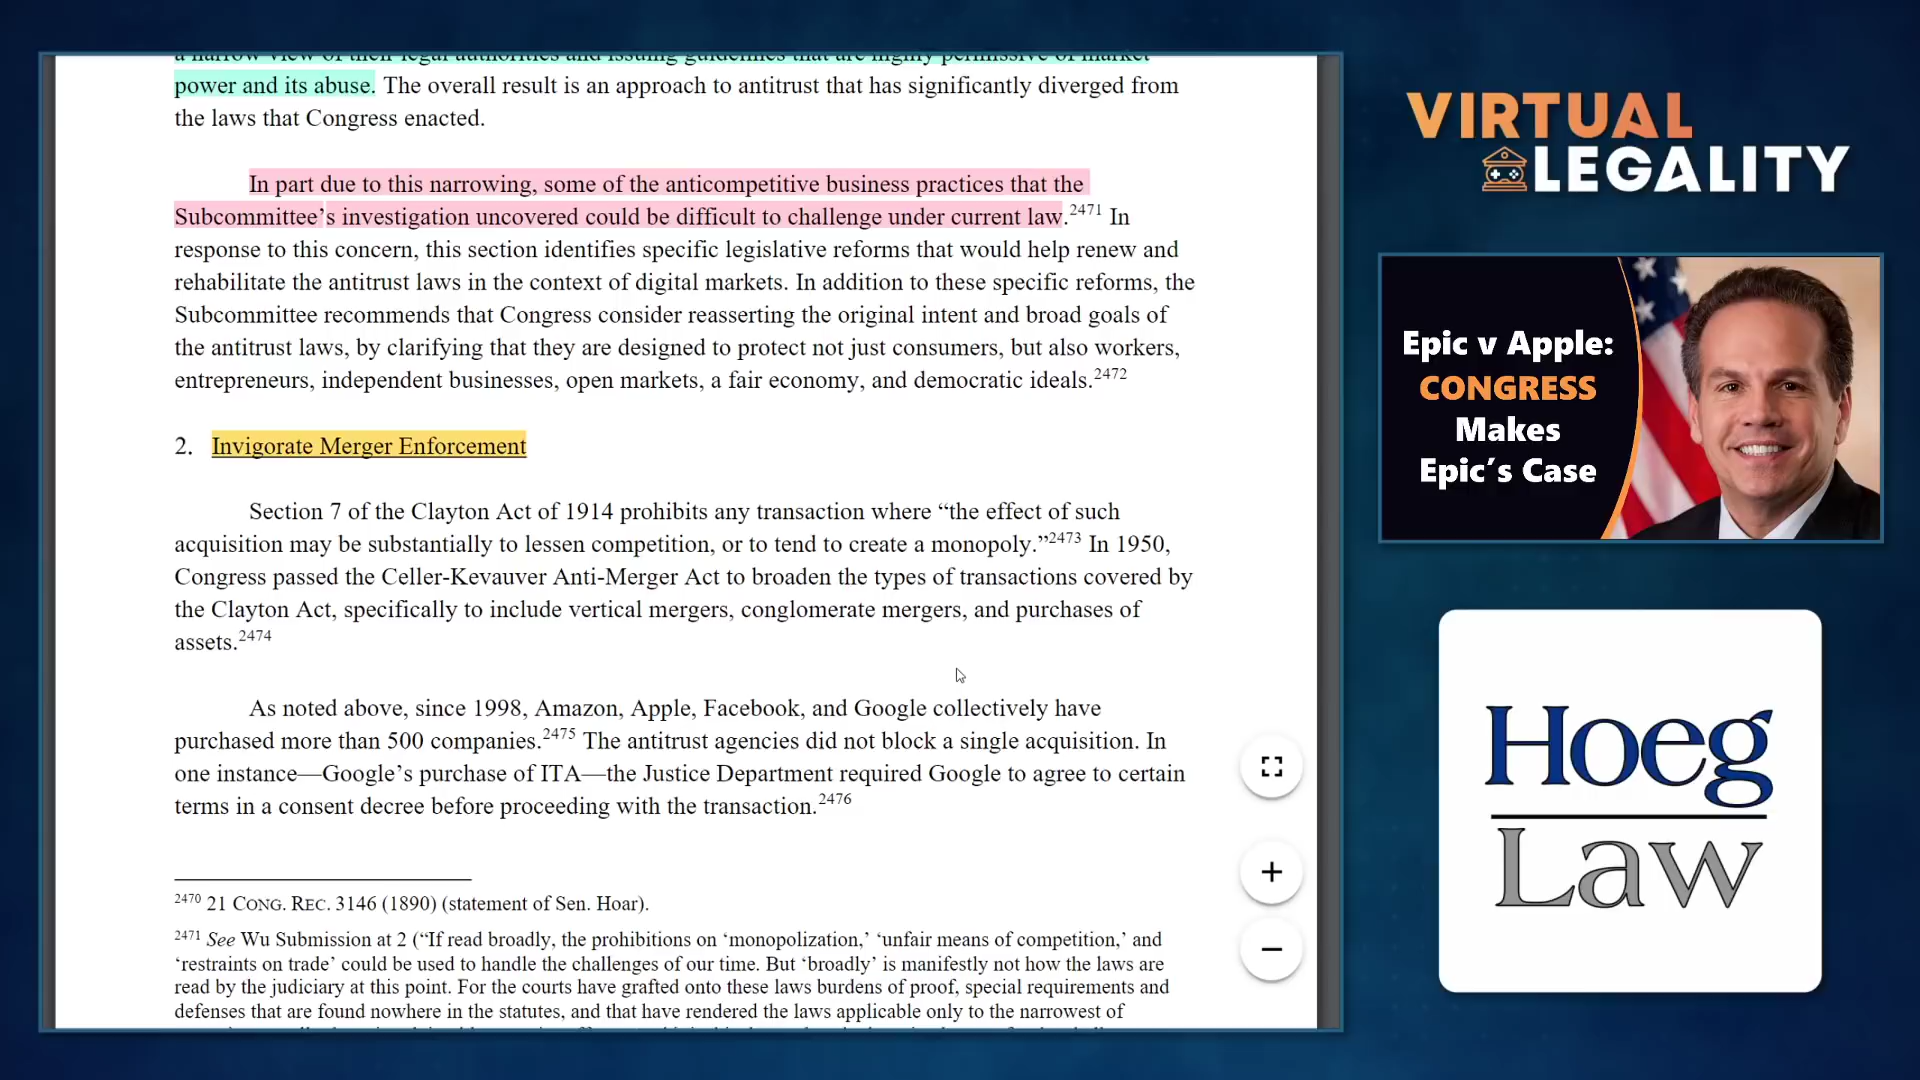 a narrow view of their legal authorities and issuing guidelines that are highly permissive of market
power and its abuse. The overall result is an approach to antitrust that has significantly diverged from
the laws that Congress enacted.
In part due to this narrowing, some of the anticompetitive business practices that the
Subcommittee’s investigation uncovered could be difficult to challenge under current law.2471 In
response to this concern, this section identifies specific legislative reforms that would help renew and
rehabilitate the antitrust laws in the context of digital markets. In addition to these specific reforms, the
Subcommittee recommends that Congress consider reasserting the original intent and broad goals of
the antitrust laws, by clarifying that they are designed to protect not just consumers, but also workers,
entrepreneurs, independent businesses, open markets, a fair economy, and democratic ideals.2472
2. Invigorate Merger Enforcement
Section 7 of the Clayton Act of 1914 prohibits any transaction where “the effect of such
acquisition may be substantially to lessen competition, or to tend to create a monopoly.”2473 In 1950,
Congress passed the Celler-Kevauver Anti-Merger Act to broaden the types of transactions covered by
the Clayton Act, specifically to include vertical mergers, conglomerate mergers, and purchases of
assets.2474
As noted above, since 1998, Amazon, Apple, Facebook, and Google collectively have
purchased more than 500 companies.2475 The antitrust agencies did not block a single acquisition. In
one instance—Google’s purchase of ITA—the Justice Department required Google to agree to certain
terms in a consent decree before proceeding with the transaction.2476
2470 21 CONG. REC. 3146 (1890) (statement of Sen. Hoar).
2471 See Wu Submission at 2 (“If read broadly, the prohibitions on ‘monopolization,’ ‘unfair means of competition,’ and
‘restraints on trade’ could be used to handle the challenges of our time. But ‘broadly’ is manifestly not how the laws are
read by the judiciary at this point. For the courts have grafted onto these laws burdens of proof, special requirements and
defenses that are found nowhere in the statutes, and that have rendered the laws applicable only to the narrowest of
VIRTUAL
LEGALITY
Epic v Apple:
CONGRESS
Makes
Epic´s Case
Hoeg
Law